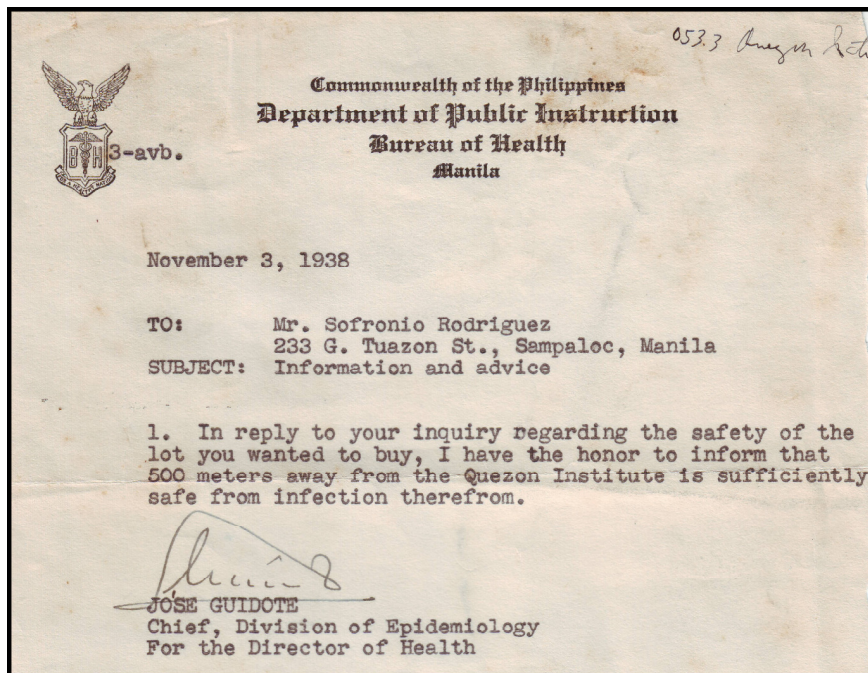 053.3
Commonwealth of the Philippines
Department of Public Instruction
Bureau of Health
Manila
B H
3-avb.
November 3, 1938
TO: Mr. Sofronio Rodriguez
233 G. Tuazon St., Sampaloc, Manila
SUBJECT: Information and advice
1. In reply to your inquiry regarding the safety of the
lot you wanted to buy, I have the honor to inform that
500 meters away from the Quezon Institute is sufficiently
safe from infection therefrom.
JOSE GUIDOTE
Chief, Division of Epidemiology
For the Director of Health